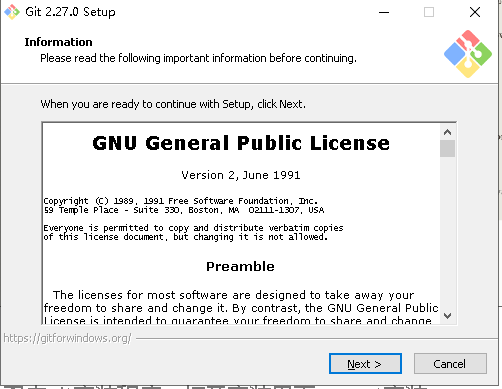 Git 2.27.0 Setup
Information
Please read the following important information before continuing.
When you are ready to continue with Setup, click Next.
GNU General Public License
Version 2, June 1991
Copyright (C) 1989, 1991 Free Software Foundation, Inc.
59 Temple Place - Suite 330, Boston, MA 02111-1307, USA
Everyone is permitted to copy and distribute verbatim copies
of this license document, but changing it is not allowed.
Preamble
The licenses for most software are designed to take away your
freedom to share and change it. By contrast, the GNU General Public
License is intended to guarantee your freedom to share and change
https://gitforwindows.org/
Next >
Cancel